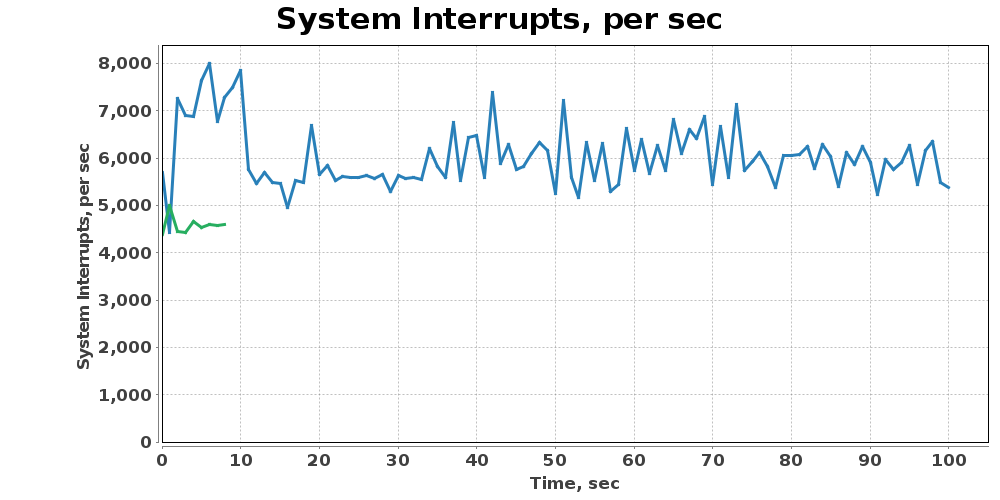 System Interrupts, per sec
System Interrupts, per sec
8,000
7,000
6,000
5,000
4,000
3,000
2,000
1,000
0
0 10 20 30 40 50 60 70 80 90 100
Time, sec